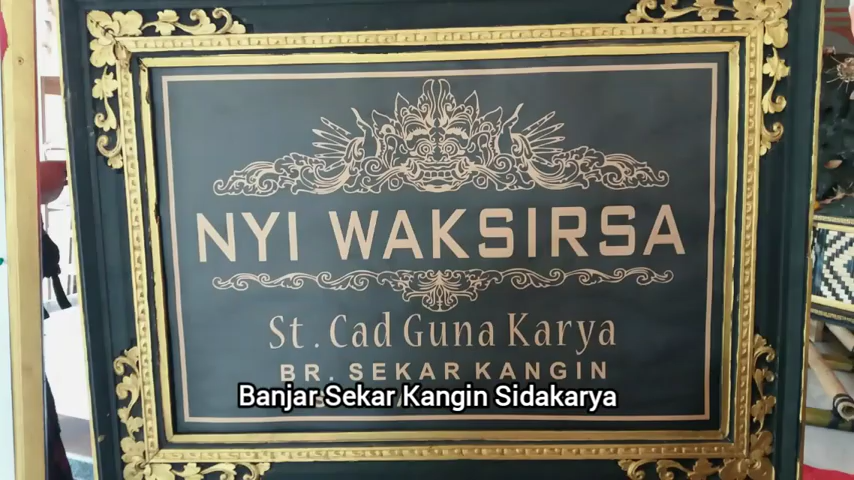 NYI WAKSIRSA
St. Cad Guna Karya
BR. SEKAR KANGIN
Banjar Sekar Kangin Sidakarya